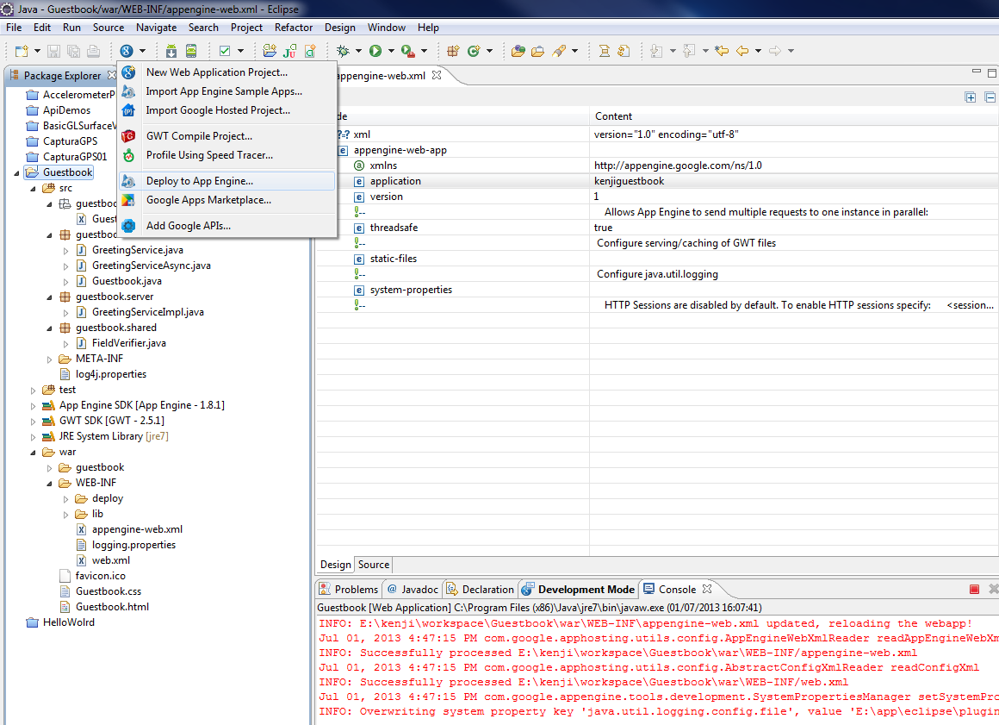 Java - Guestbook/war/WEB-INF/appengine-web.xml - Eclipse
File Edit Run Source Navigate Search Project Refactor Design Window Help
Package Explorer
AccelerometerP
ApiDemos
BasicGLSurfaceV
CapturaGPS
CapturaGPS01
Guestbook
src
guestboo
Guest
guestboo
GreetingService.java
GreetingServiceAsync.java
Guestbook.java
guestbook.server
GreetingServiceImpl.java
guestbook.shared
FieldVerifier.java
META-INF
log4j.properties
test
App Engine SDK [App Engine - 1.8.1]
GWT SDK [GWT - 2.5.1]
JRE System Library [jre7]
war
guestbook
WEB-INF
deploy
lib
appengine-web.xml
logging.properties
web.xml
favicon.ico
Guestbook.css
Guestbook.html
HelloWolrd
New Web Application Project...
Import App Engine Sample Apps...
Import Google Hosted Project...
GWT Compile Project...
Profile Using Speed Tracer...
Deploy to App Engine...
Google Apps Marketplace...
Add Google APIs...
appengine-web.xml
de Content
?=? xml version="1.0" encoding="utf-8"
e appengine-web-app
@ xmlns http://appengine.google.com/ns/1.0
e application kenjiguestbook
e version 1
!-- Allows App Engine to send multiple requests to one instance in parallel:
e threadsafe true
!-- Configure serving/caching of GWT files
e static-files
!-- Configure java.util.logging
e system-properties
!-- HTTP Sessions are disabled by default. To enable HTTP sessions specify: <session...
Design Source
Problems @ Javadoc Declaration Development Mode Console
Guestbook [Web Application] C:\Program Files (x86)\Java\jre7\bin\javaw.exe (01/07/2013 16:07:41)
INFO: E:\kenji\workspace\Guestbook\war\WEB-INF\appengine-web.xml updated, reloading the webapp!
Jul 01, 2013 4:47:15 PM com.google.apphosting.utils.config.AppEngineWebXmlReader readAppEngineWebXm
INFO: Successfully processed E:\kenji\workspace\Guestbook\war\WEB-INF/appengine-web.xml
Jul 01, 2013 4:47:15 PM com.google.apphosting.utils.config.AbstractConfigXmlReader readConfigXml
INFO: Successfully processed E:\kenji\workspace\Guestbook\war\WEB-INF/web.xml
Jul 01, 2013 4:47:15 PM com.google.appengine.tools.development.SystemPropertiesManager setSystemPro
INFO: Overwriting system property key 'java.util.logging.config.file', value 'E:\app\eclipse\plugin